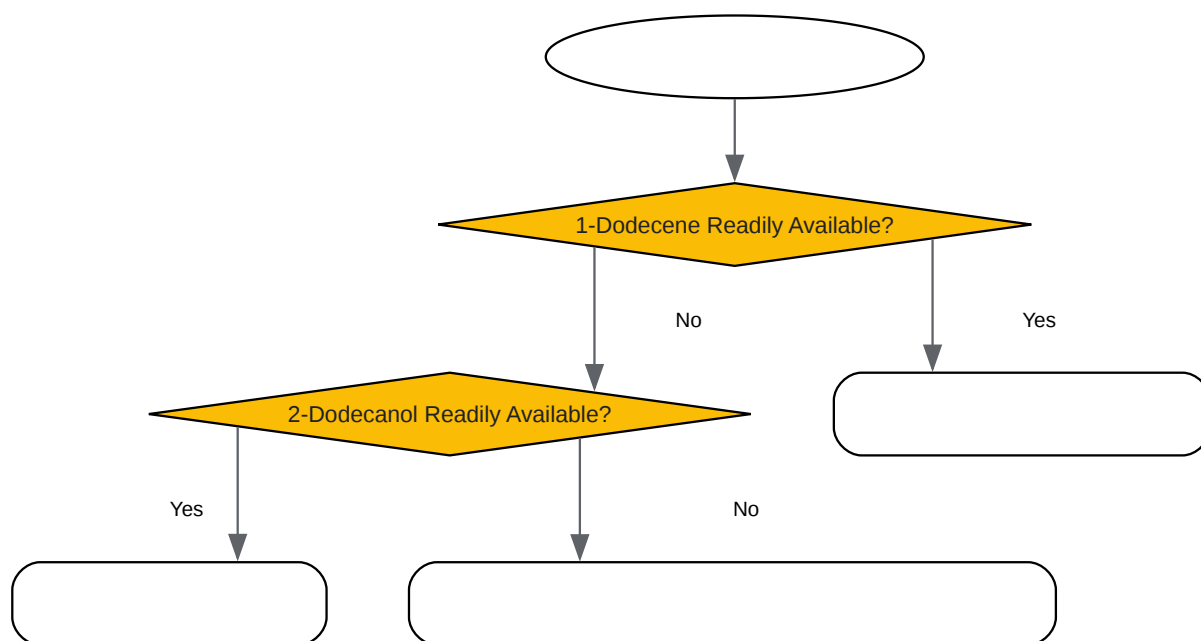 1-Dodecene Readily Available?
No
Yes
2-Dodecanol Readily Available?
Yes
No